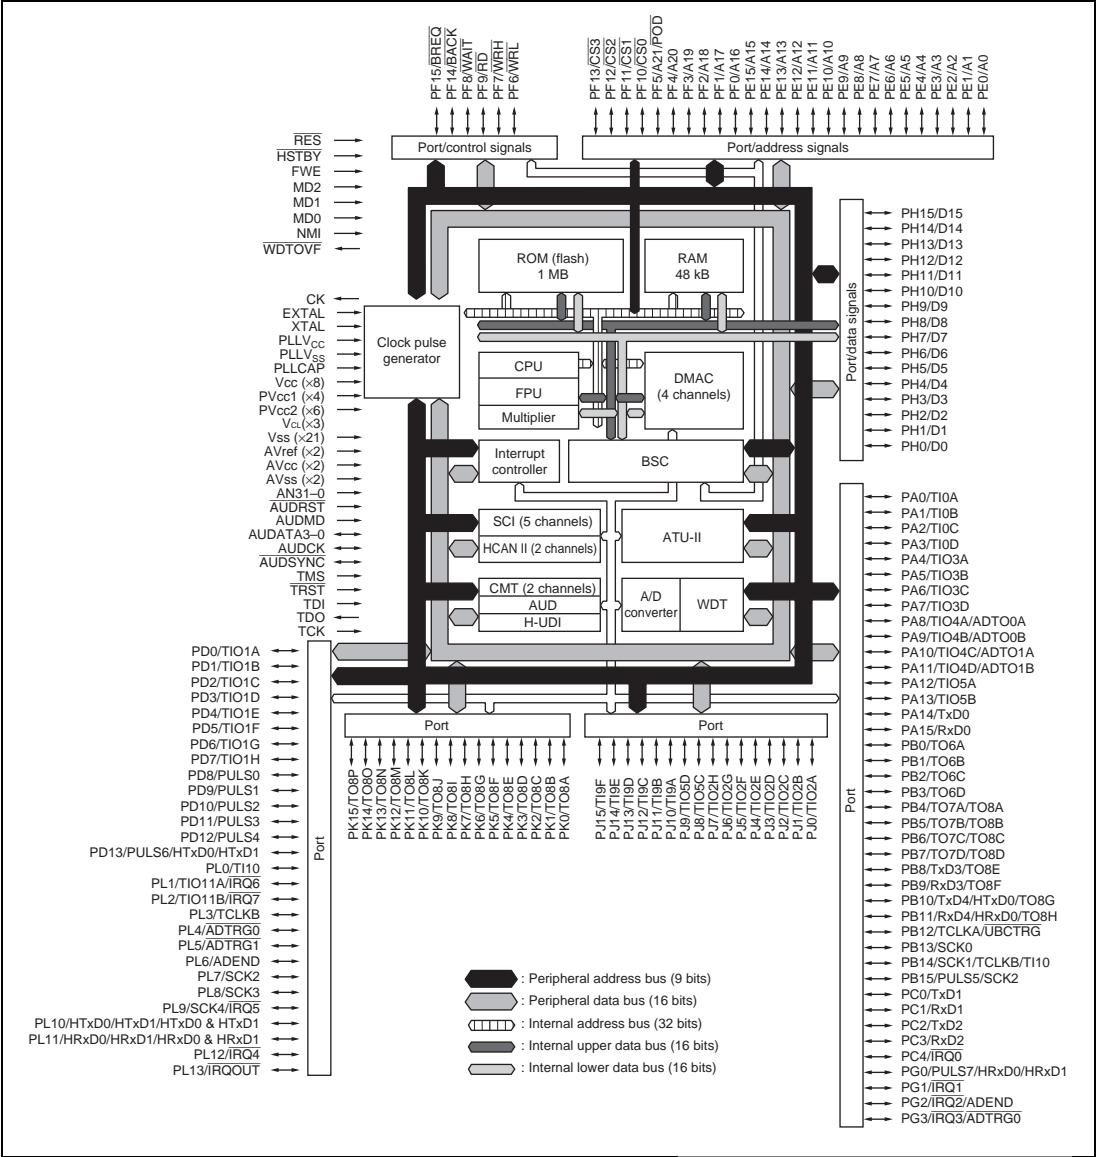 PF15/BREQ
PF14/BACK
PF8/WAIT
PF9/RD
PF7/WRH
PF6/WRL
PF13/CS3
PF12/CS2
PF11/CS1
PF10/CS0
PF5/A21/POD
PF4/A20
PF3/A19
PF2/A18
PF1/A17
PF0/A16
PE15/A15
PE14/A14
PE13/A13
PE12/A12
PE11/A11
PE10/A10
PE9/A9
PE8/A8
PE7/A7
PE6/A6
PE5/A5
PE4/A4
PE3/A3
PE2/A2
PE1/A1
PE0/A0
Port/control signals
Port/address signals
RES
HSTBY
FWE
MD2
MD1
MD0
NMI
WDTOVF
CK
EXTAL
XTAL
PLLVCC
PLLVSS
PLLCAP
Vcc (×8)
PVcc1 (×4)
PVcc2 (×6)
VCL(×3)
Vss (×21)
AVref (×2)
AVcc (×2)
AVss (×2)
AN31–0
AUDRST
AUDMD
AUDATA3–0
AUDCK
AUDSYNC
TMS
TRST
TDI
TDO
TCK
ROM (flash)
1 MB
RAM
48 kB
Clock pulse
generator
CPU
FPU
Multiplier
DMAC
(4 channels)
Interrupt
controller
BSC
SCI (5 channels)
HCAN II (2 channels)
ATU-II
CMT (2 channels)
AUD
H-UDI
A/D
converter
WDT
Port/data signals
PH15/D15
PH14/D14
PH13/D13
PH12/D12
PH11/D11
PH10/D10
PH9/D9
PH8/D8
PH7/D7
PH6/D6
PH5/D5
PH4/D4
PH3/D3
PH2/D2
PH1/D1
PH0/D0
PD0/TIO1A
PD1/TIO1B
PD2/TIO1C
PD3/TIO1D
PD4/TIO1E
PD5/TIO1F
PD6/TIO1G
PD7/TIO1H
PD8/PULS0
PD9/PULS1
PD10/PULS2
PD11/PULS3
PD12/PULS4
PD13/PULS6/HTxD0/HTxD1
PL0/TI10
PL1/TIO11A/IRQ6
PL2/TIO11B/IRQ7
PL3/TCLKB
PL4/ADTRG0
PL5/ADTRG1
PL6/ADEND
PL7/SCK2
PL8/SCK3
PL9/SCK4/IRQ5
PL10/HTxD0/HTxD1/HTxD0 & HTxD1
PL11/HRxD0/HRxD1/HRxD0 & HRxD1
PL12/IRQ4
PL13/IRQOUT
Port
Port
PK15/TO8P
PK14/TO8O
PK13/TO8N
PK12/TO8M
PK11/TO8L
PK10/TO8K
PK9/TO8J
PK8/TO8I
PK7/TO8H
PK6/TO8G
PK5/TO8F
PK4/TO8E
PK3/TO8D
PK2/TO8C
PK1/TO8B
PK0/TO8A
Port
PJ15/TI9F
PJ14/TI9E
PJ13/TI9D
PJ12/TI9C
PJ11/TI9B
PJ10/TI9A
PJ9/TIO5D
PJ8/TIO5C
PJ7/TIO2H
PJ6/TIO2G
PJ5/TIO2F
PJ4/TIO2E
PJ3/TIO2D
PJ2/TIO2C
PJ1/TIO2B
PJ0/TIO2A
Port
PA0/TI0A
PA1/TI0B
PA2/TI0C
PA3/TI0D
PA4/TIO3A
PA5/TIO3B
PA6/TIO3C
PA7/TIO3D
PA8/TIO4A/ADTO0A
PA9/TIO4B/ADTO0B
PA10/TIO4C/ADTO1A
PA11/TIO4D/ADTO1B
PA12/TIO5A
PA13/TIO5B
PA14/TxD0
PA15/RxD0
PB0/TO6A
PB1/TO6B
PB2/TO6C
PB3/TO6D
PB4/TO7A/TO8A
PB5/TO7B/TO8B
PB6/TO7C/TO8C
PB7/TO7D/TO8D
PB8/TxD3/TO8E
PB9/RxD3/TO8F
PB10/TxD4/HTxD0/TO8G
PB11/RxD4/HRxD0/TO8H
PB12/TCLKA/UBCTRG
PB13/SCK0
PB14/SCK1/TCLKB/TI10
PB15/PULS5/SCK2
PC0/TxD1
PC1/RxD1
PC2/TxD2
PC3/RxD2
PC4/IRQ0
PG0/PULS7/HRxD0/HRxD1
PG1/IRQ1
PG2/IRQ2/ADEND
PG3/IRQ3/ADTRG0
: Peripheral address bus (9 bits)
: Peripheral data bus (16 bits)
: Internal address bus (32 bits)
: Internal upper data bus (16 bits)
: Internal lower data bus (16 bits)